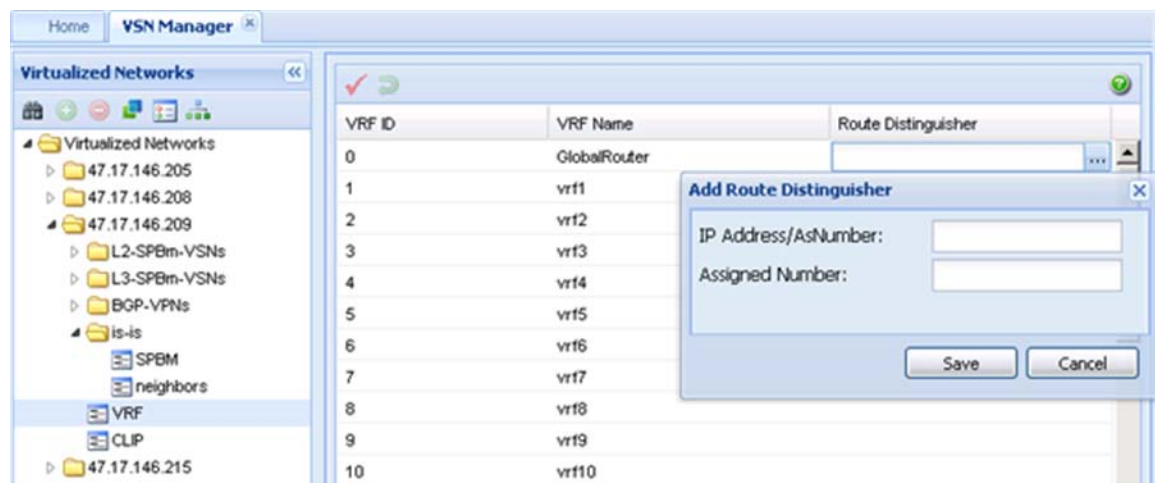 Home
VSN Manager
Virtualized Networks
Virtualized Networks
47.17.146.205
47.17.146.208
47.17.146.209
L2-SPBm-VSNs
L3-SPBm-VSNs
BGP-VPNs
is-is
SPBM
neighbors
VRF
CLIP
47.17.146.215
VRF ID VRF Name Route Distinguisher
0 GlobalRouter ...
1 vrf1
2 vrf2
3 vrf3
4 vrf4
5 vrf5
6 vrf6
7 vrf7
8 vrf8
9 vrf9
10 vrf10
Add Route Distinguisher
IP Address/AsNumber:
Assigned Number:
Save Cancel